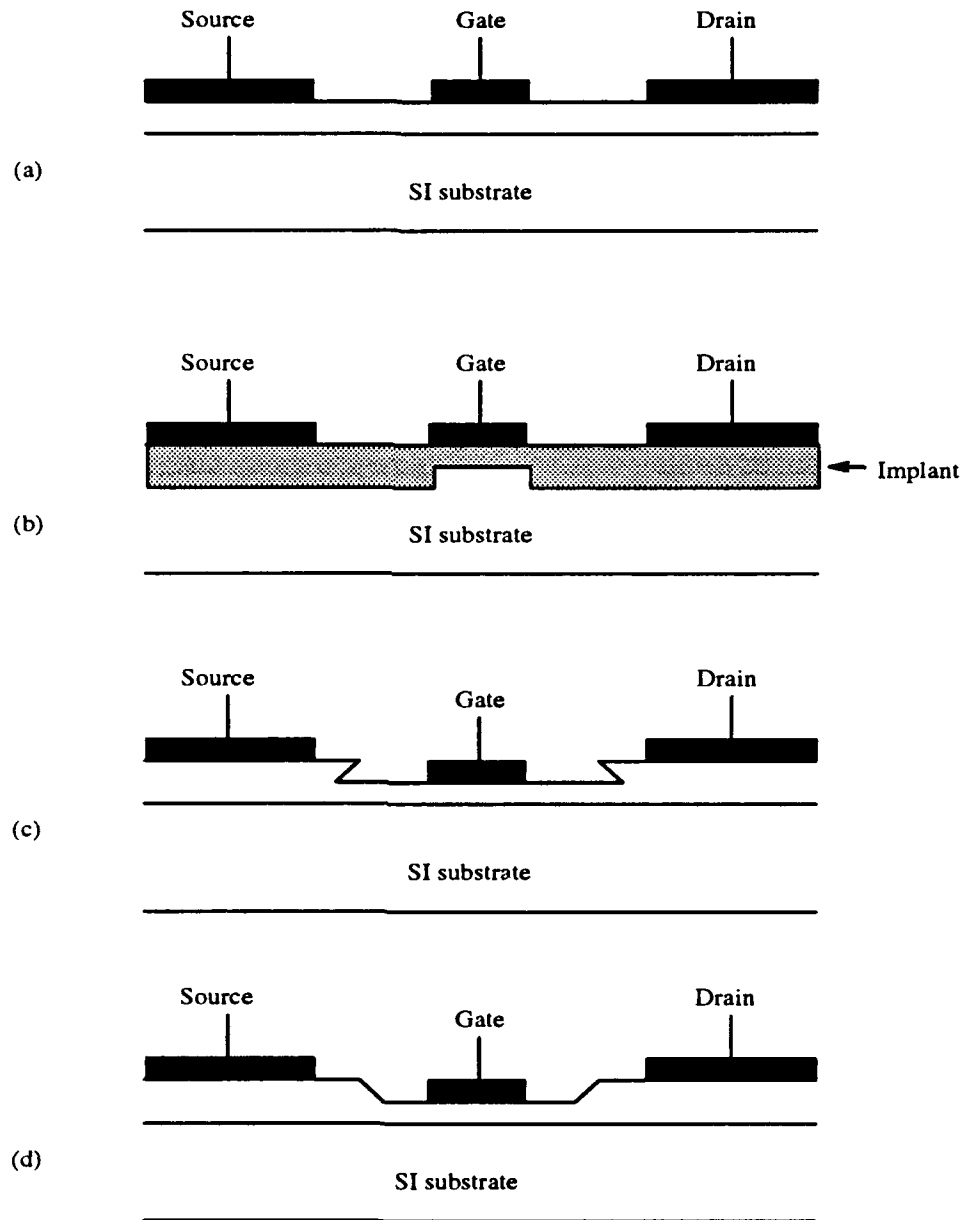 Source Gate Drain
(a)
SI substrate
Source Gate Drain
Implant
(b)
SI substrate
Source Gate Drain
(c)
SI substrate
Source Gate Drain
(d)
SI substrate